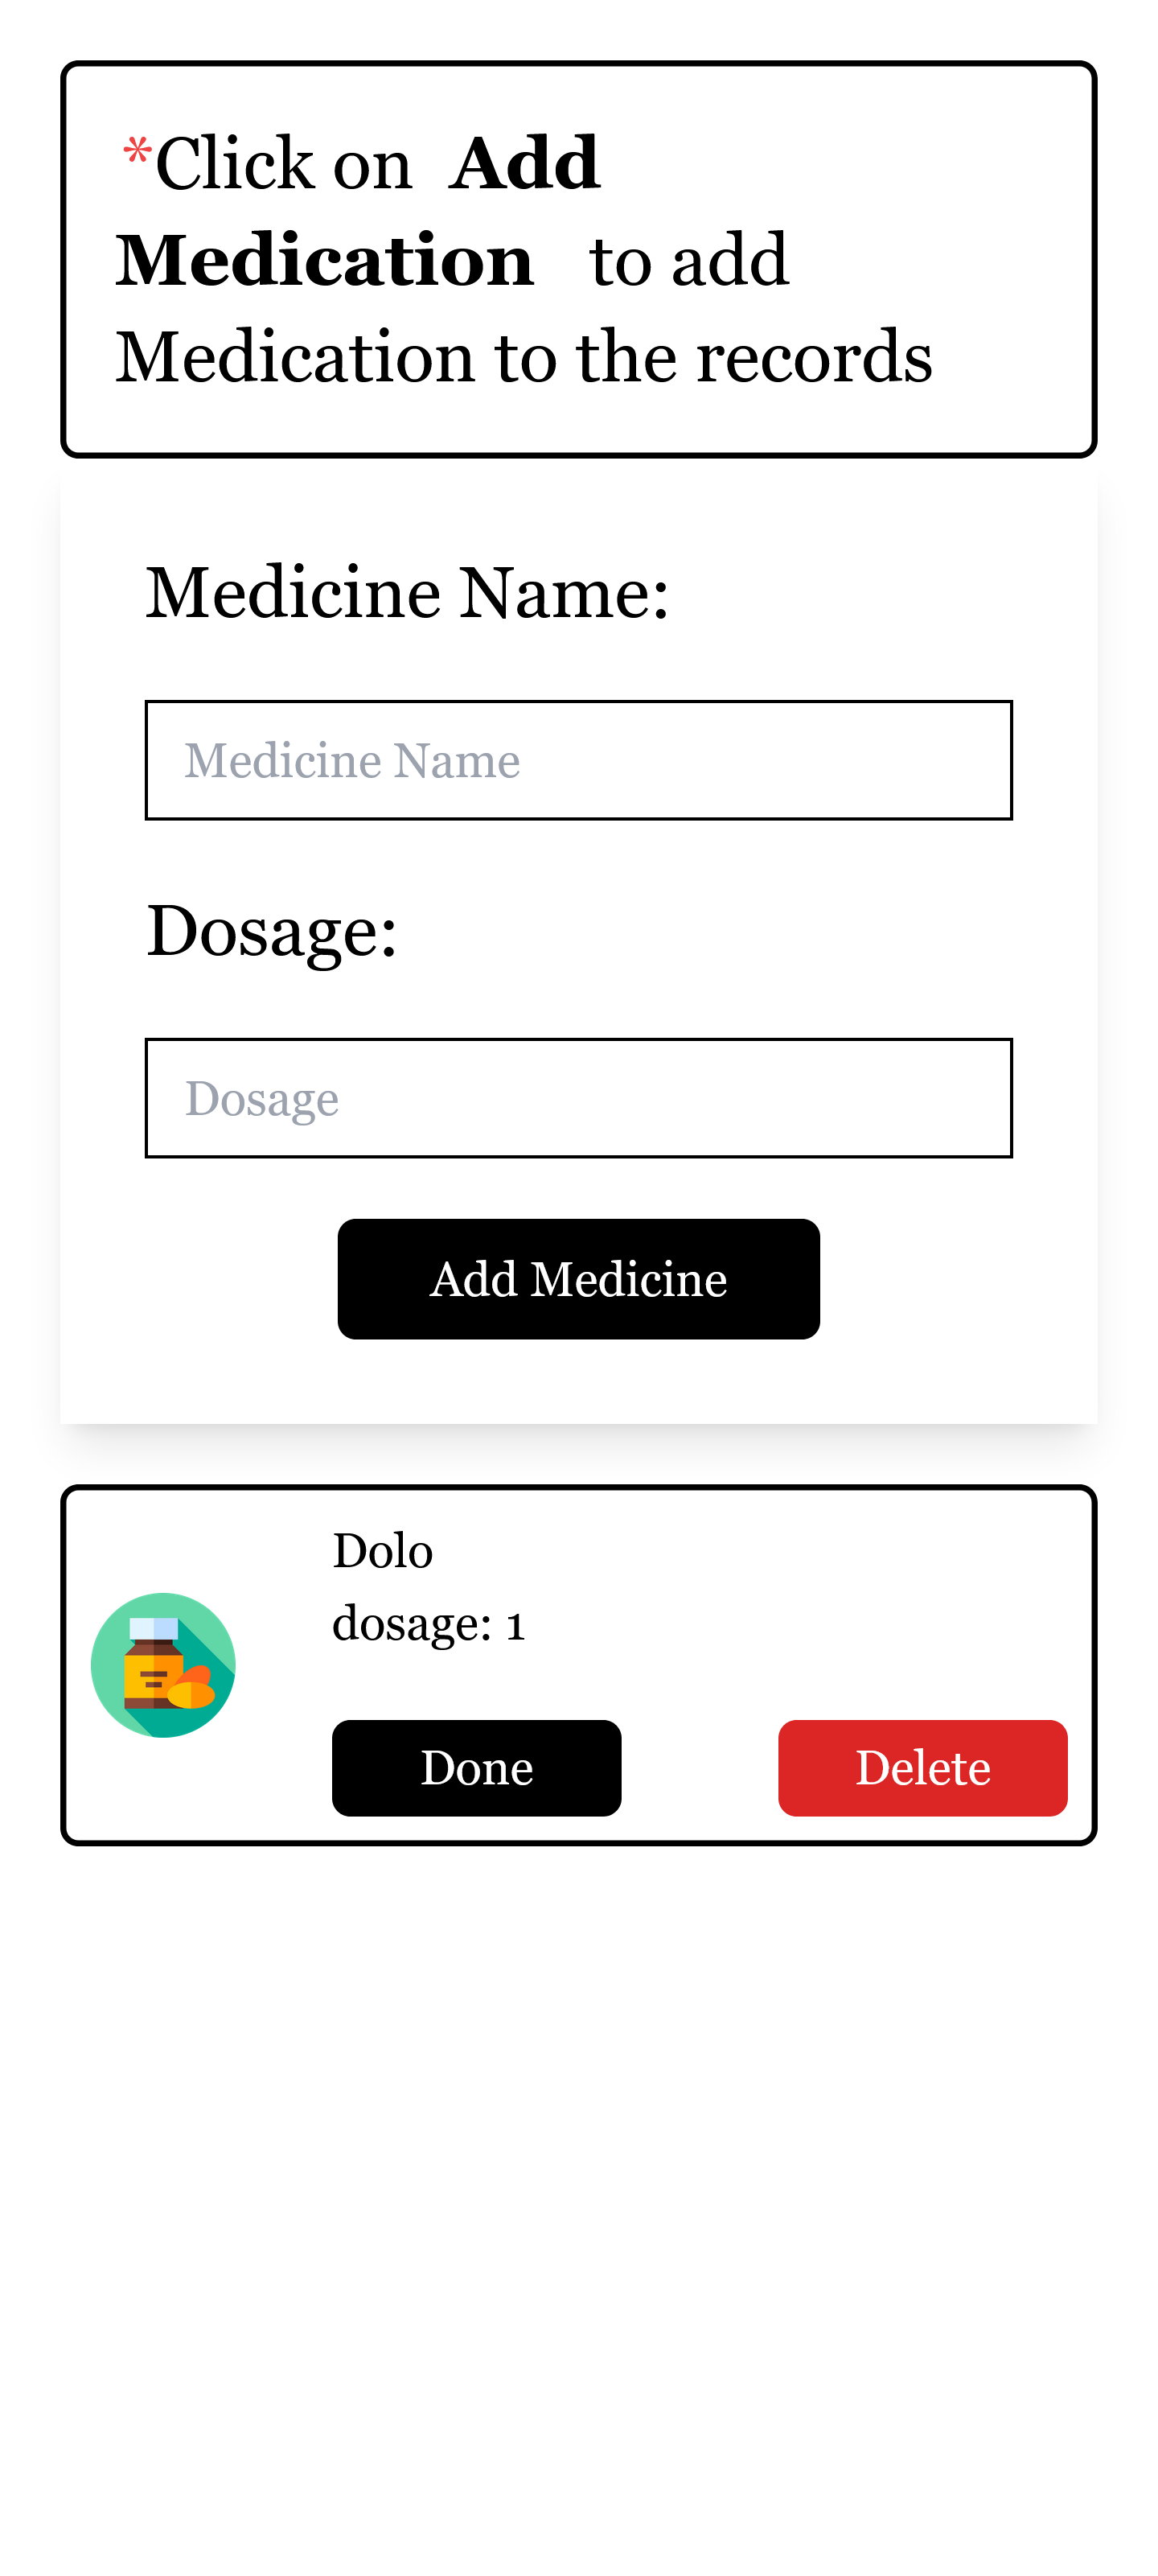 *Click on Add
Medication to add
Medication to the records
Medicine Name:
Medicine Name
Dosage:
Dosage
Add Medicine
Dolo
dosage: 1
Done
Delete